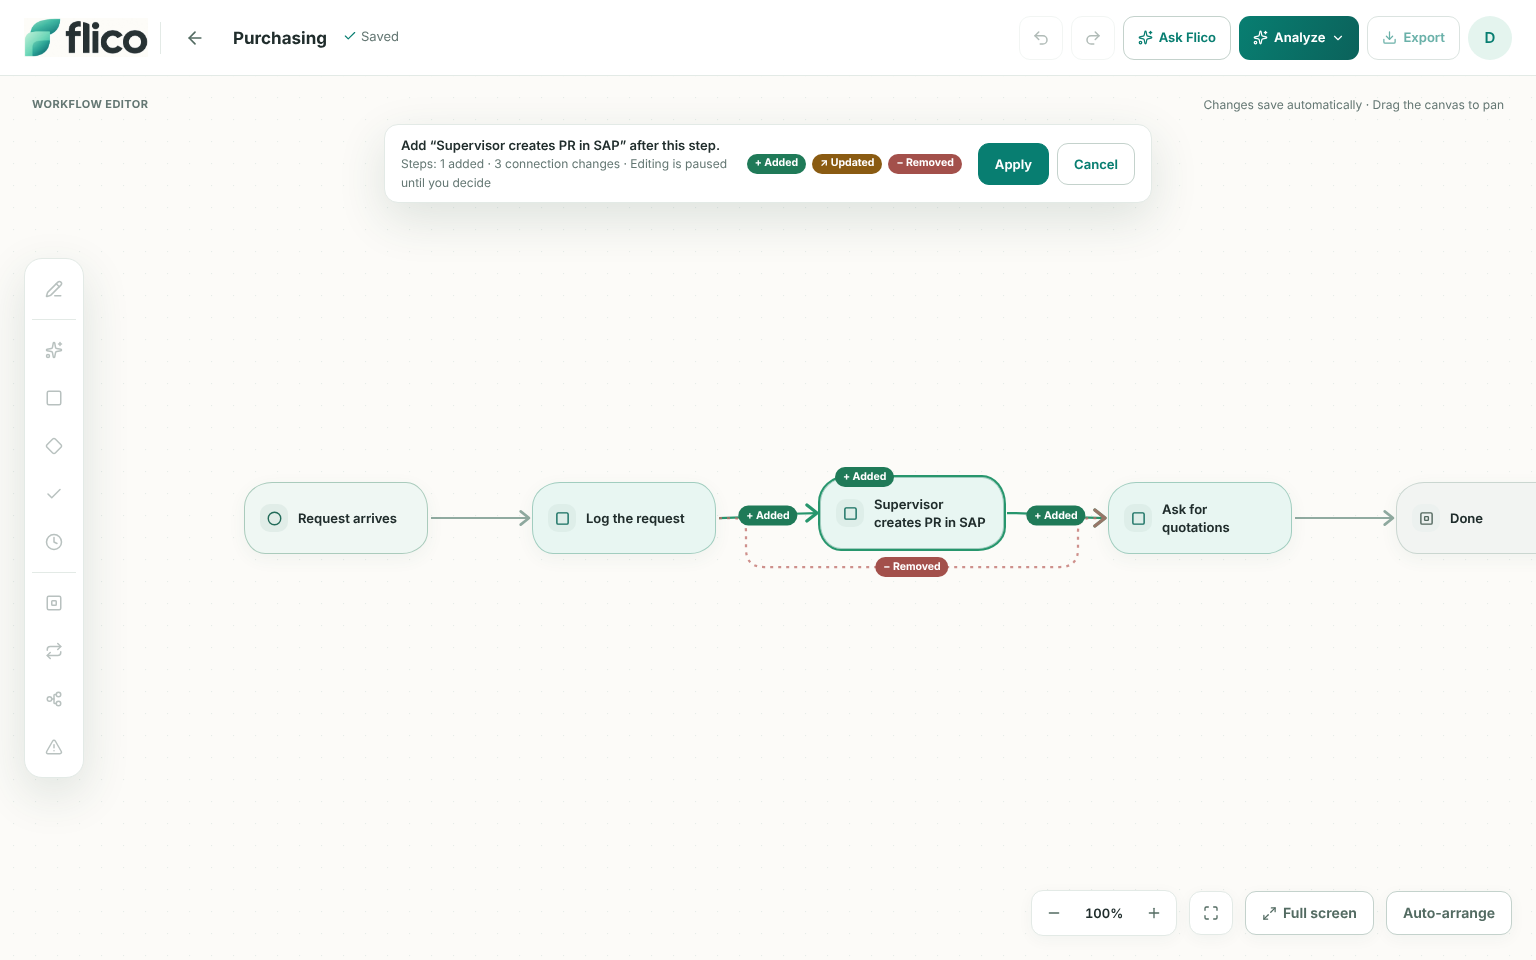 flico
Purchasing
Saved
Ask Flico
Analyze
Export
D
WORKFLOW EDITOR
Changes save automatically · Drag the canvas to pan
Add “Supervisor creates PR in SAP” after this step.
Steps: 1 added · 3 connection changes · Editing is paused
until you decide
+ Added
↗ Updated
− Removed
Apply
Cancel
Request arrives
Log the request
+ Added
+ Added
Supervisor
creates PR in SAP
+ Added
− Removed
Ask for
quotations
Done
100%
Full screen
Auto-arrange